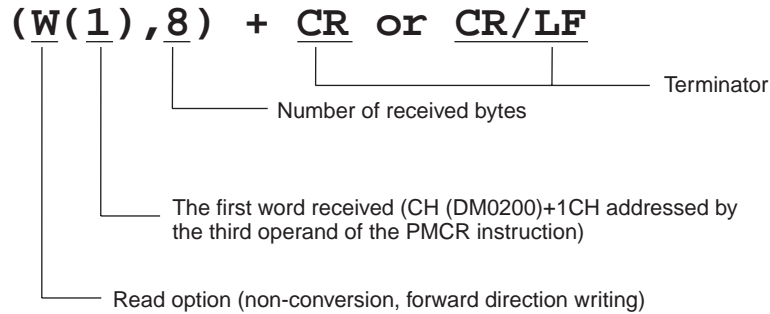 (W(1),8) + CR or CR/LF
Terminator
Number of received bytes
The first word received (CH (DM0200)+1CH addressed by
the third operand of the PMCR instruction)
Read option (non-conversion, forward direction writing)